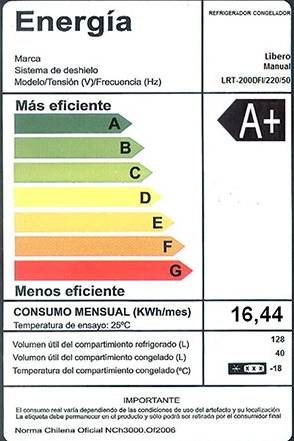 Energía
REFRIGERADOR CONGELADOR
Marca Libero
Sistema de deshielo Manual
Modelo/Tensión (V)/Frecuencia (Hz) LRT-200DFI/220/50
Más eficiente
A
A+
B
C
D
E
F
G
Menos eficiente
CONSUMO MENSUAL (KWh/mes) 16,44
Temperatura de ensayo: 25ºC
Volumen útil del compartimiento refrigerado (L) 128
Volumen útil del compartimiento congelado (L) 40
Temperatura del compartimiento congelado (ºC) -18
IMPORTANTE
El consumo real varía dependiendo de las condiciones de uso del artefacto y su localización
La etiqueta debe permanecer en el producto y sólo podrá ser retirada por el consumidor final
Norma Chilena Oficial NCh3000.Of2006